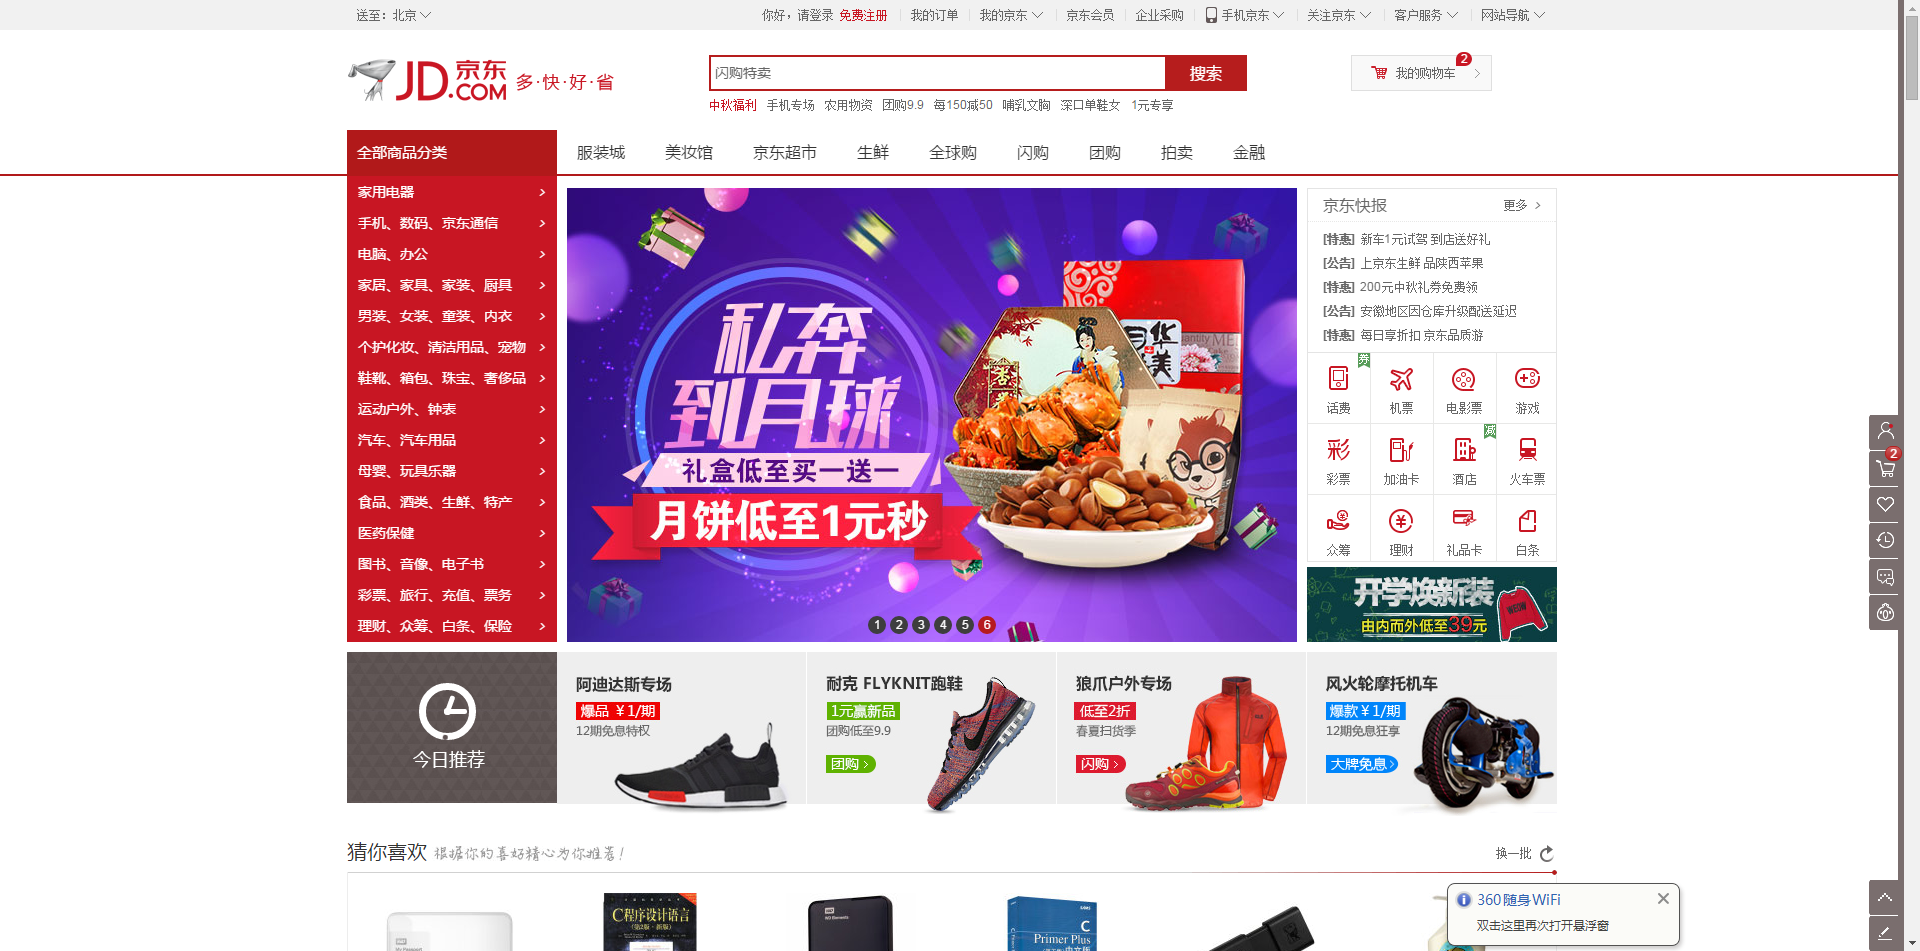 送至：北京
你好，请登录 免费注册 我的订单 我的京东 京东会员 企业采购 手机京东 关注京东 客户服务 网站导航
JD.COM 京东
多·快·好·省
闪购特卖 搜索
我的购物车 2
中秋福利 手机专场 农用物资 团购9.9 每150减50 哺乳文胸 深口单鞋女 1元专享
全部商品分类 服装城 美妆馆 京东超市 生鲜 全球购 闪购 团购 拍卖 金融
家用电器 >
手机、数码、京东通信 >
电脑、办公 >
家居、家具、家装、厨具 >
男装、女装、童装、内衣 >
个护化妆、清洁用品、宠物 >
鞋靴、箱包、珠宝、奢侈品 >
运动户外、钟表 >
汽车、汽车用品 >
母婴、玩具乐器 >
食品、酒类、生鲜、特产 >
医药保健 >
图书、音像、电子书 >
彩票、旅行、充值、票务 >
理财、众筹、白条、保险 >
私奔
到月球
礼盒低至买一送一
月饼低至1元秒
华美
1 2 3 4 5 6
京东快报 更多 >
[特惠] 新车1元试驾 到店送好礼
[公告] 上京东生鲜 品陕西苹果
[特惠] 200元中秋礼券免费领
[公告] 安徽地区因仓库升级配送延迟
[特惠] 每日享折扣 京东品质游
券
话费 机票 电影票 游戏
减
彩
彩票 加油卡 酒店 火车票
众筹 理财 礼品卡 白条
开学焕新装
由内而外低至39元
2
今日推荐
阿迪达斯专场
爆品 ￥1/期
12期免息特权
耐克 FLYKNIT跑鞋
1元赢新品
团购低至9.9
团购 >
狼爪户外专场
低至2折
春夏扫货季
闪购 >
风火轮摩托机车
爆款￥1/期
12期免息狂享
大牌免息 >
猜你喜欢 根据你的喜好精心为你推荐！
换一批
C程序设计语言
(第2版·新版)
WD Elements
C
Primer Plus
360随身WiFi
双击这里再次打开悬浮窗